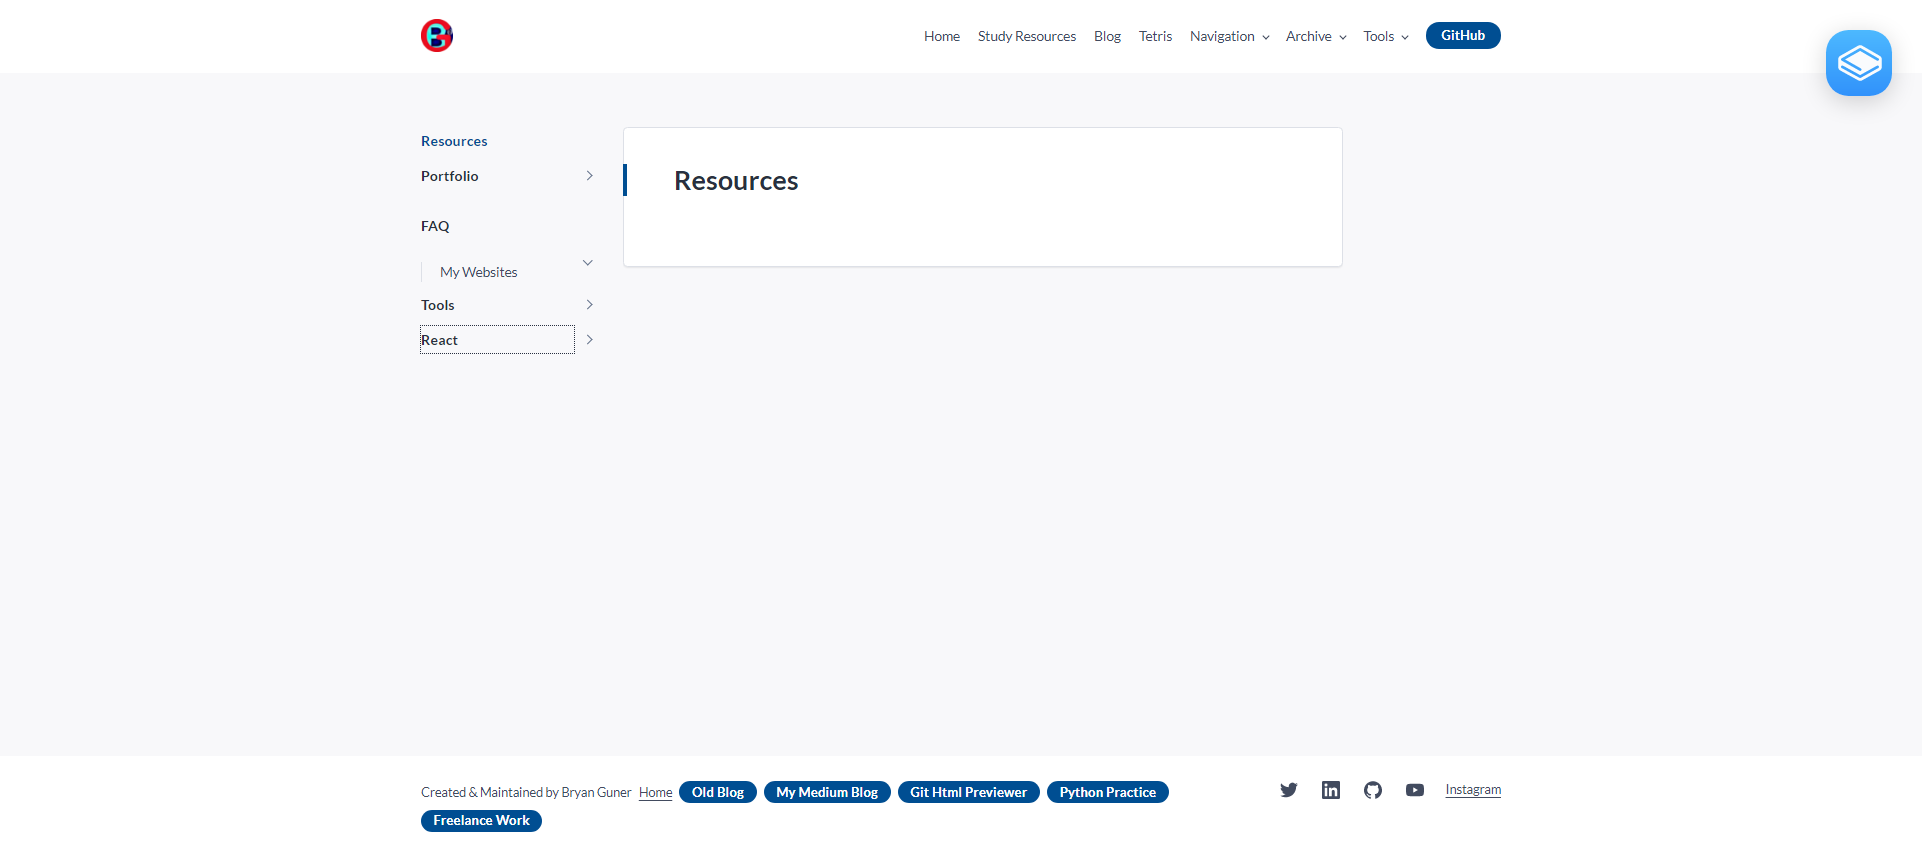 Home Study Resources Blog Tetris Navigation Archive Tools GitHub
Resources
Portfolio
FAQ
My Websites
Tools
React
Resources
Created & Maintained by Bryan Guner Home Old Blog My Medium Blog Git Html Previewer Python Practice
Freelance Work
Instagram